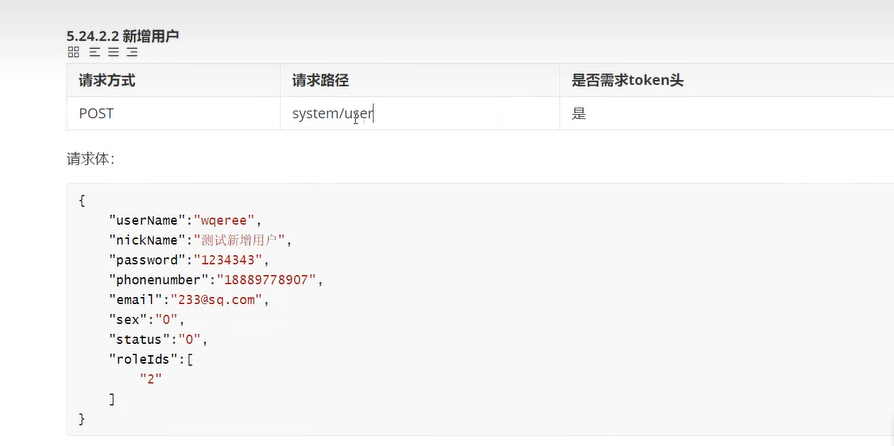 5.24.2.2 新增用户
请求方式 请求路径 是否需求token头
POST system/user 是
请求体：
{
"userName":"wqeree",
"nickName":"测试新增用户",
"password":"1234343",
"phonenumber":"18889778907",
"email":"233@sq.com",
"sex":"0",
"status":"0",
"roleIds":[
"2"
]
}